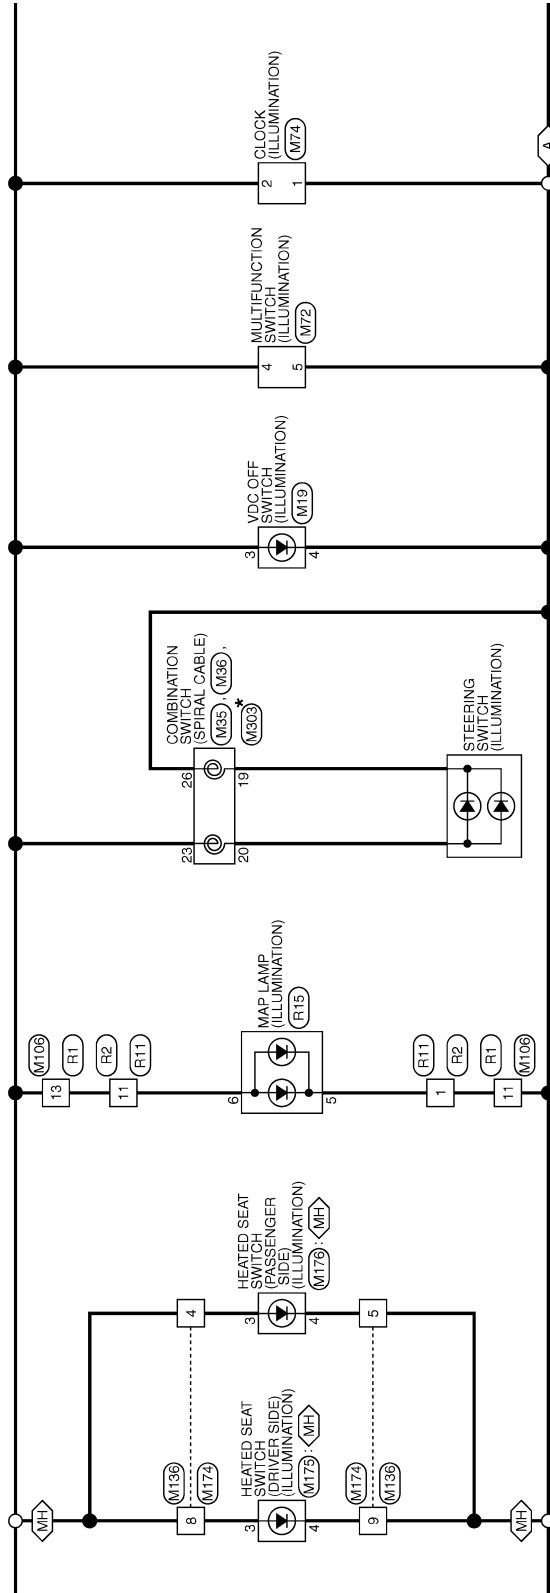 MH
MH
M136
8
M174
3
HEATED SEAT
SWITCH
(DRIVER SIDE)
(ILLUMINATION)
M175 : MH
4
M174
9
M136
4
3
HEATED SEAT
SWITCH
(PASSENGER
SIDE)
(ILLUMINATION)
M176 : MH
4
5
M106
13
R1
R2
11
R11
6
MAP LAMP
(ILLUMINATION)
R15
5
R11
1
R2
R1
11
M106
23
26
COMBINATION
SWITCH
(SPIRAL CABLE)
M35 , M36 ,
M303 *
20
19
STEERING
SWITCH
(ILLUMINATION)
3
VDC OFF
SWITCH
(ILLUMINATION)
M19
4
4
MULTIFUNCTION
SWITCH
(ILLUMINATION)
M72
5
2
CLOCK
(ILLUMINATION)
M74
1
A